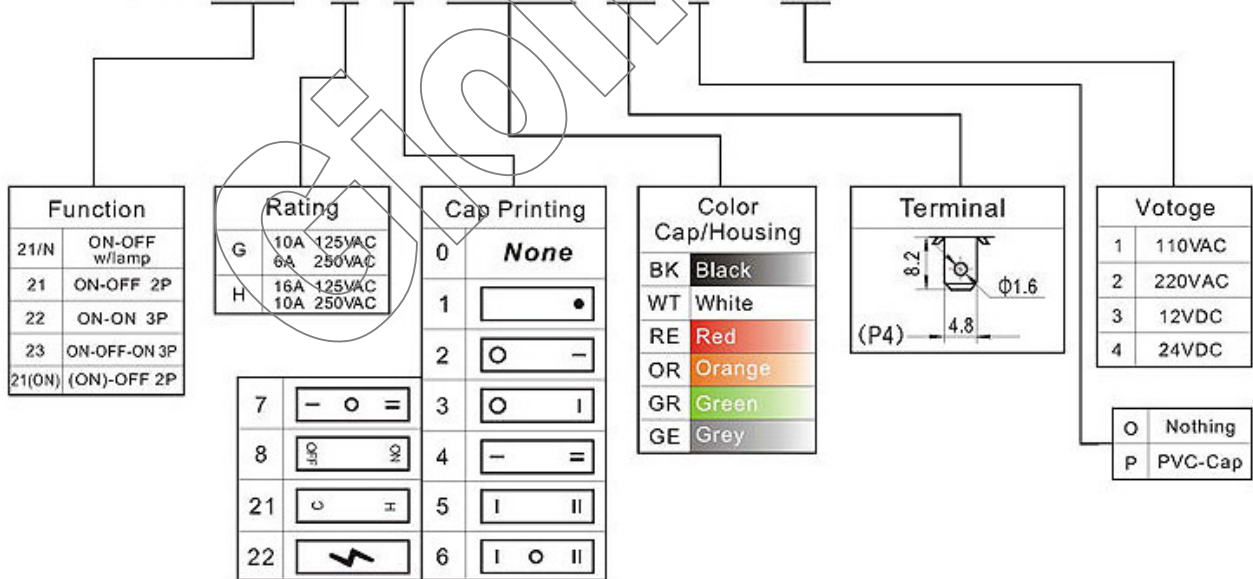 Function
21/N ON-OFF w/lamp
21 ON-OFF 2P
22 ON-ON 3P
23 ON-OFF-ON 3P
21(ON) (ON)-OFF 2P
Rating
G 10A 125VAC
6A 250VAC
H 16A 125VAC
10A 250VAC
Cap Printing
0 None
1 •
2 O –
3 O I
4 – =
5 I II
6 I O II
7 – O =
8 OFF ON
21 C H
22
Color
Cap/Housing
BK Black
WT White
RE Red
OR Orange
GR Green
GE Grey
Terminal
8.2
Φ1.6
(P4) 4.8
Votoge
1 110VAC
2 220VAC
3 12VDC
4 24VDC
O Nothing
P PVC-Cap